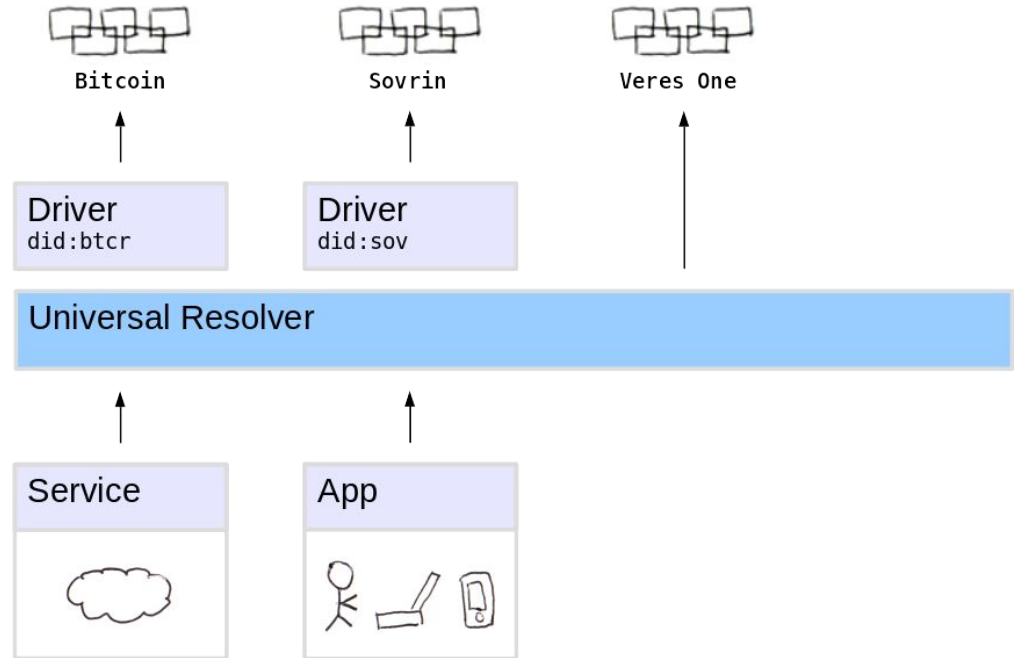 Bitcoin
Sovrin
Veres One
Driver
did:btcr
Driver
did:sov
Universal Resolver
Service
App